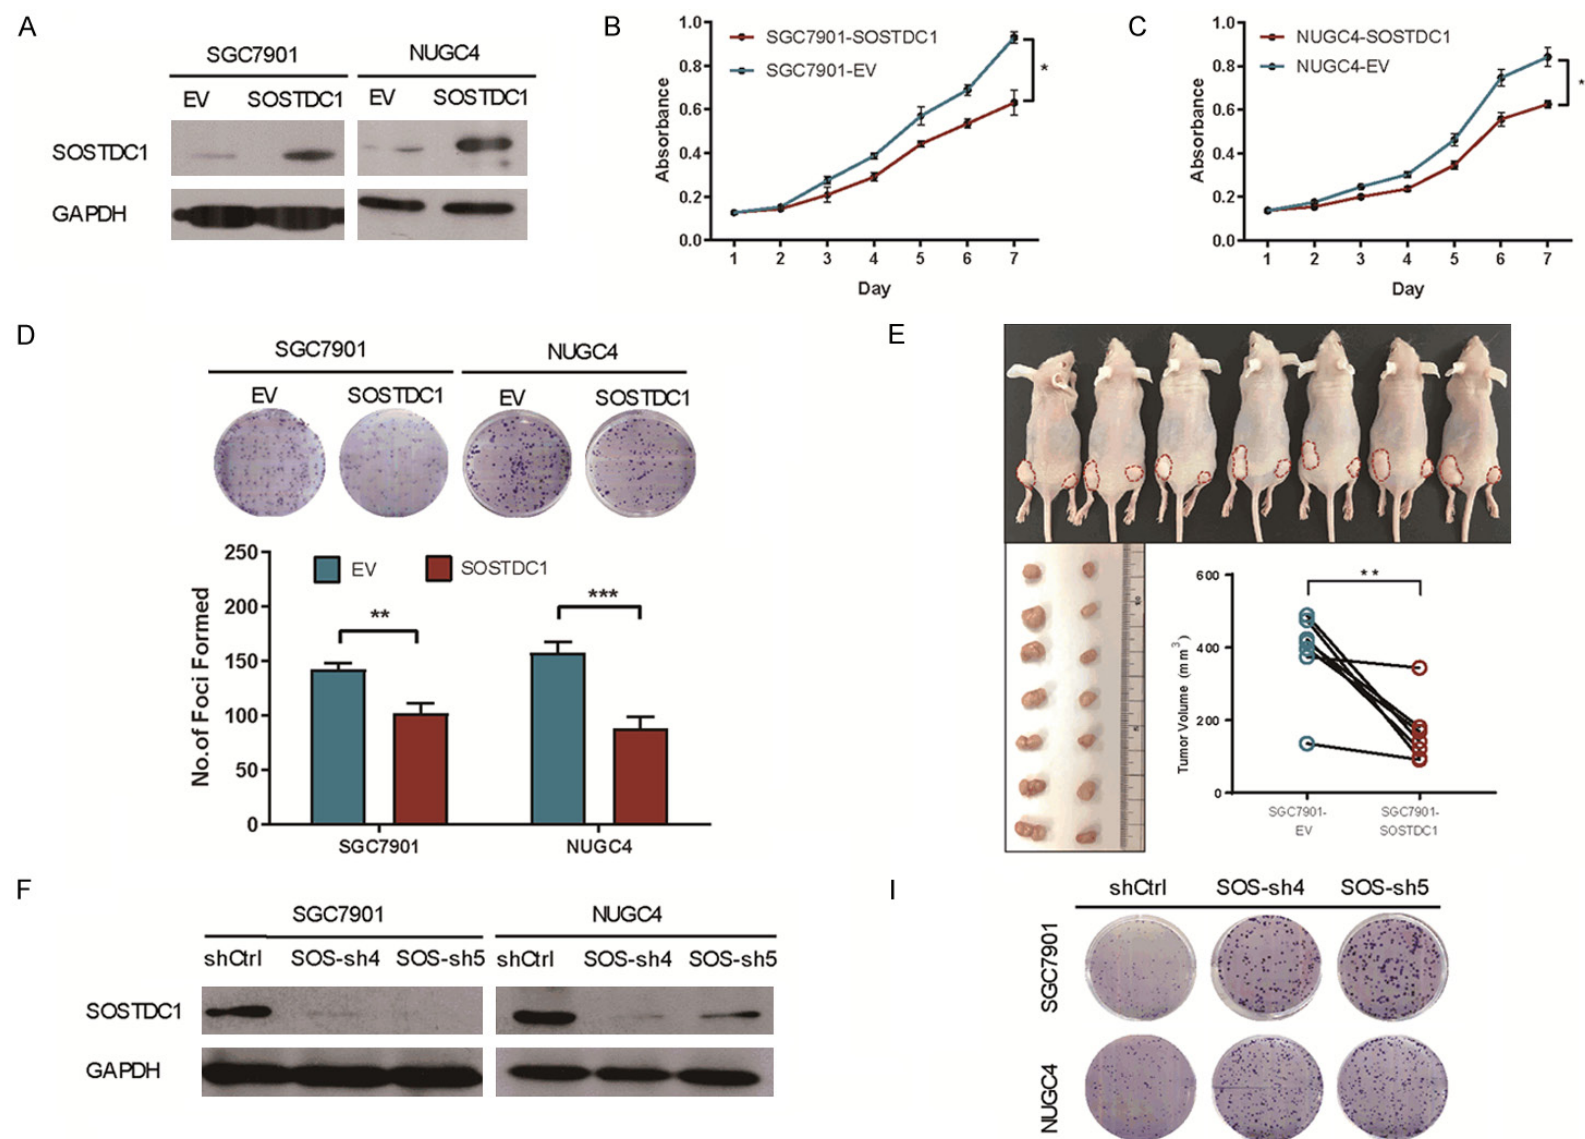 A
SGC7901 NUGC4
EV SOSTDC1 EV SOSTDC1
SOSTDC1
GAPDH
B
SGC7901-SOSTDC1
SGC7901-EV
Absorbance
1.0
0.8
0.6
0.4
0.2
0.0
1 2 3 4 5 6 7
Day
*
C
NUGC4-SOSTDC1
NUGC4-EV
Absorbance
1.0
0.8
0.6
0.4
0.2
0.0
1 2 3 4 5 6 7
Day
*
D
SGC7901 NUGC4
EV SOSTDC1 EV SOSTDC1
No.of Foci Formed
250
200
150
100
50
0
EV SOSTDC1
** ***
SGC7901 NUGC4
E
Tumor Volume (mm³)
600
400
200
0
**
SGC7901- SGC7901-
EV SOSTDC1
F
SGC7901 NUGC4
shCtrl SOS-sh4 SOS-sh5 shCtrl SOS-sh4 SOS-sh5
SOSTDC1
GAPDH
I
shCtrl SOS-sh4 SOS-sh5
SGC7901
NUGC4